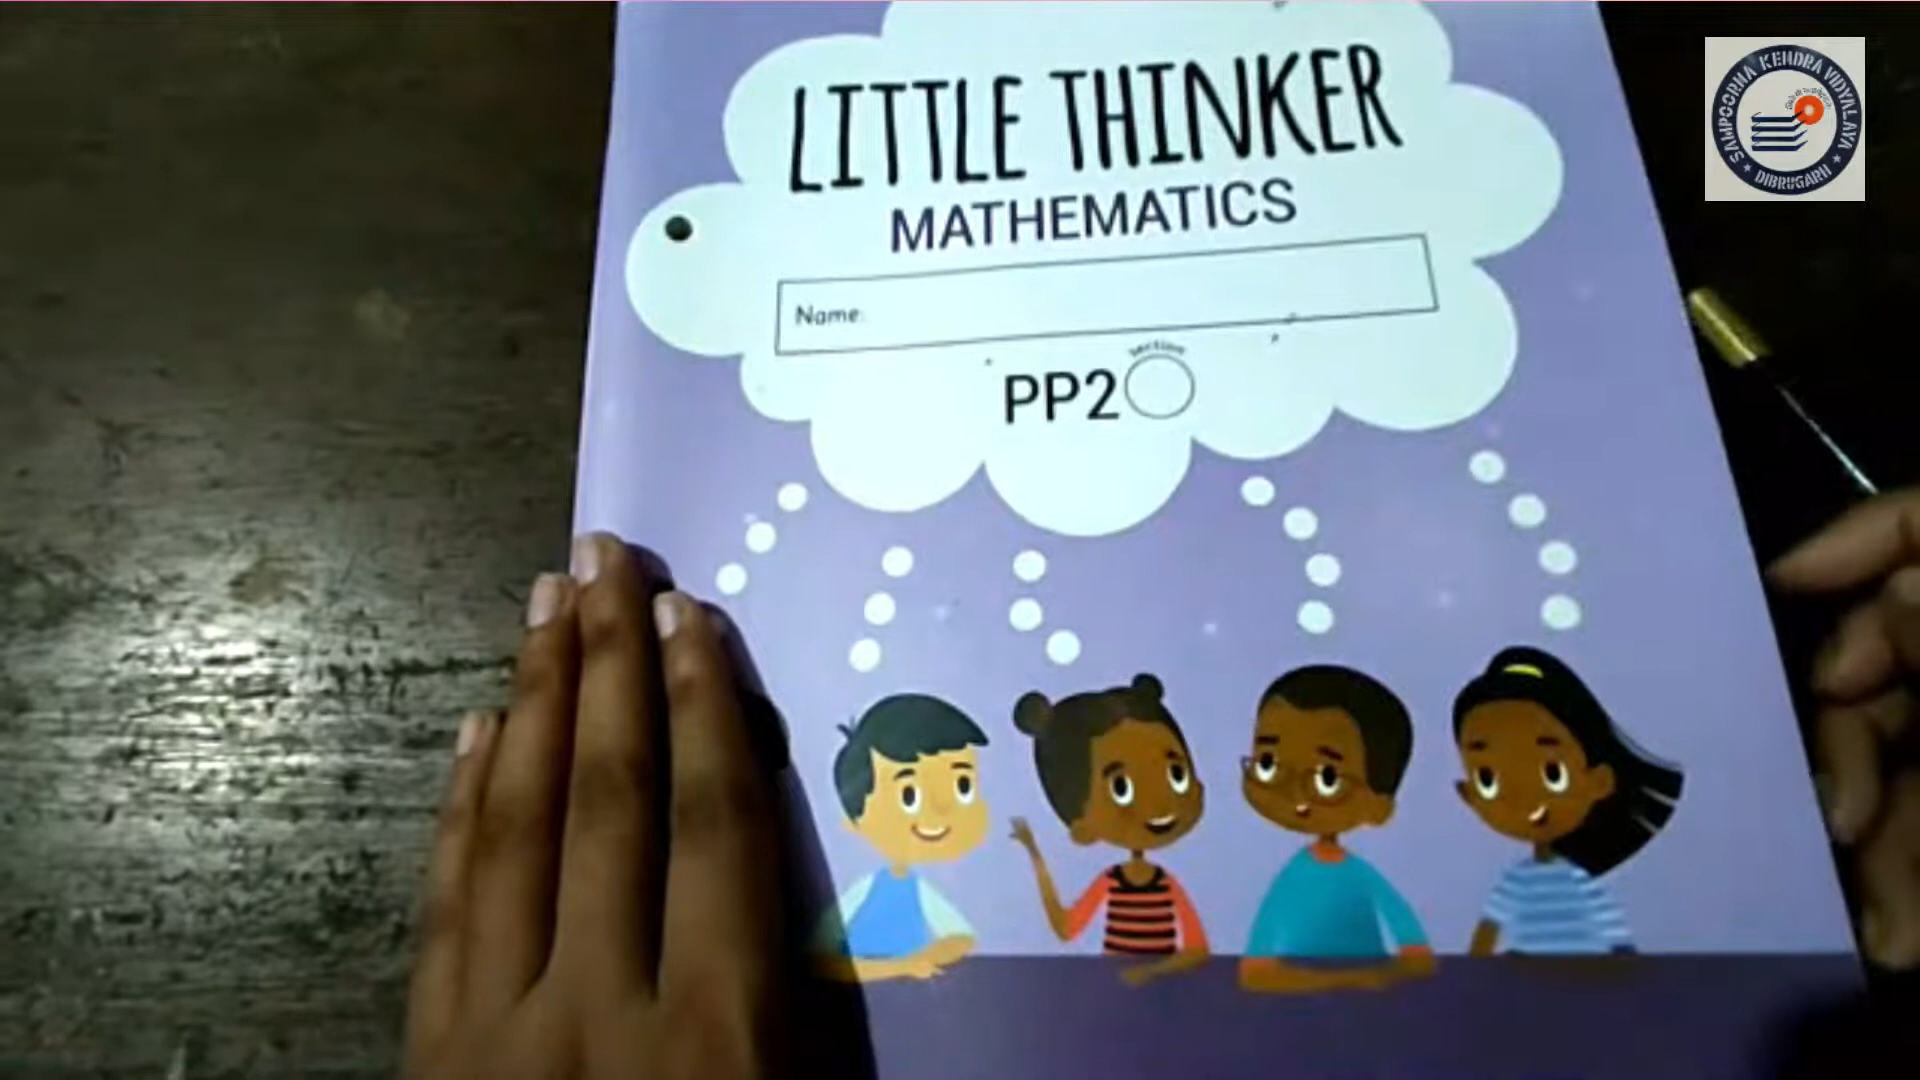 LITTLE THINKER
MATHEMATICS
Name:
section
PP2
SAMPOORNA KENDRA VIDYALAYA
★ DIBRUGARH ★